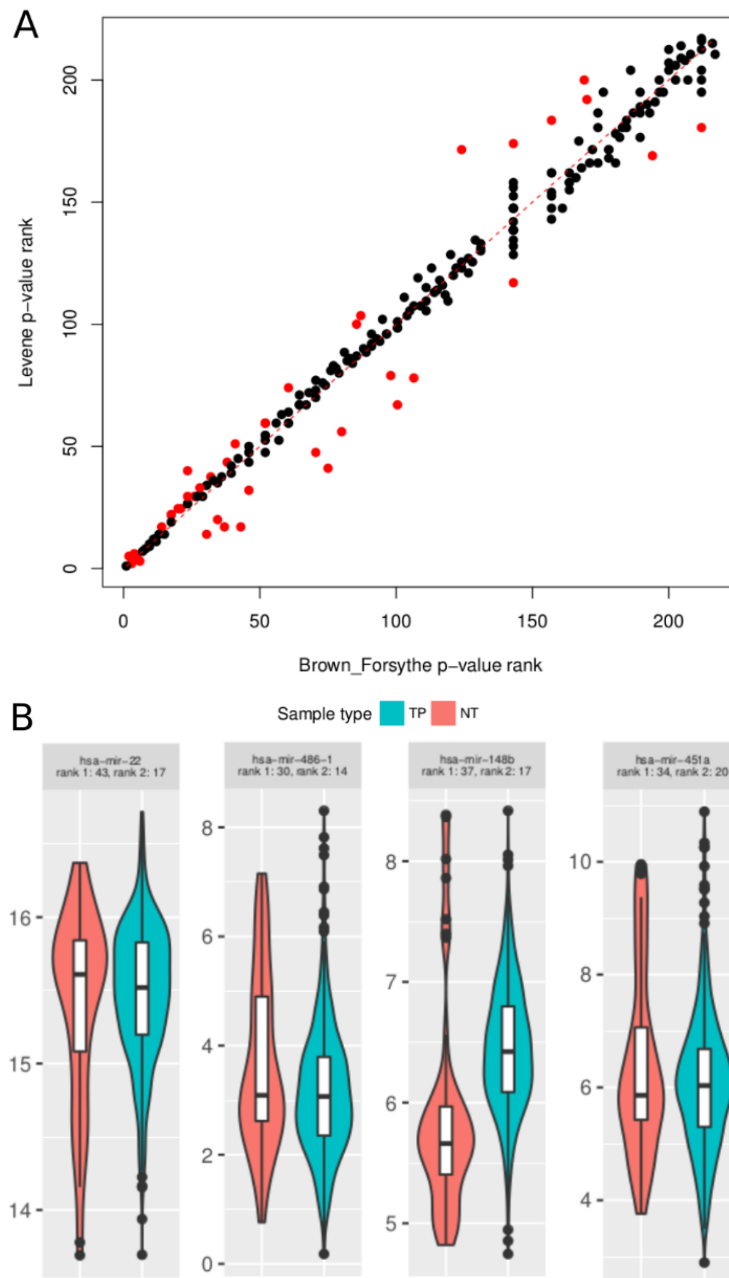 A
200
150
100
50
0
Levene p−value rank
0 50 100 150 200
Brown_Forsythe p−value rank
B
Sample type TP NT
hsa−mir−22
rank 1: 43, rank 2: 17
16
15
14
hsa−mir−486−1
rank 1: 30, rank 2: 14
8
6
4
2
0
hsa−mir−148b
rank 1: 37, rank 2: 17
8
7
6
5
hsa−mir−451a
rank 1: 34, rank 2: 20
10
8
6
4